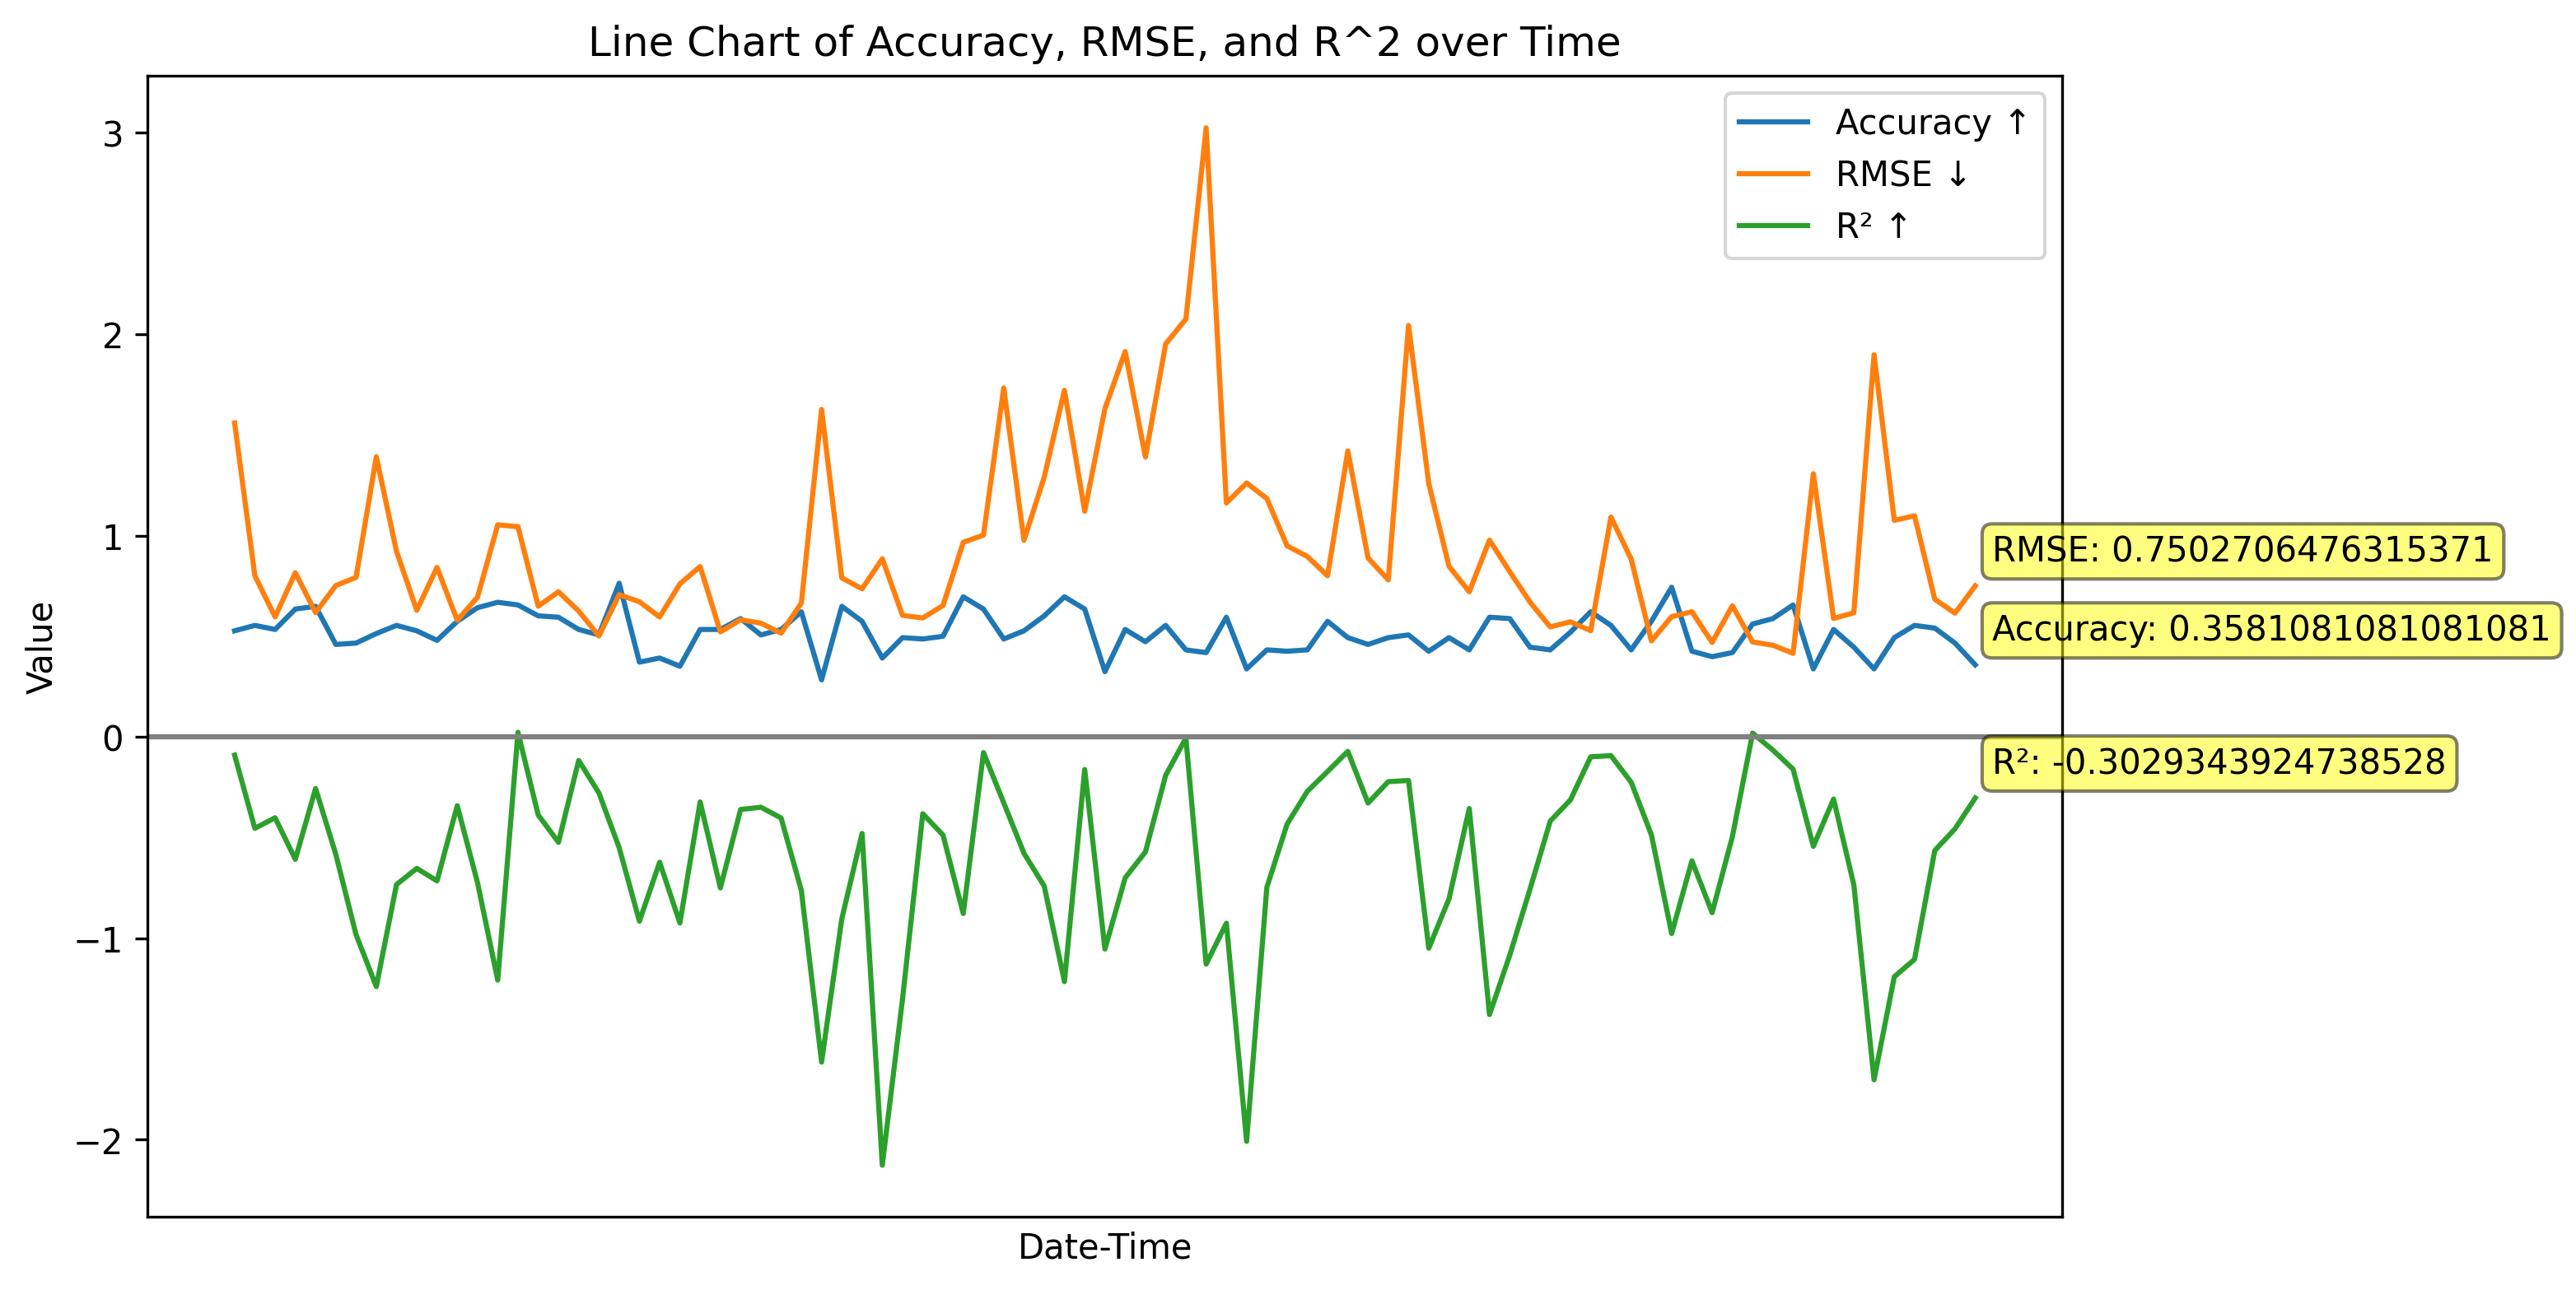 Line Chart of Accuracy, RMSE, and R^2 over Time
Accuracy ↑
RMSE ↓
R² ↑
3
2
1
0
−1
−2
Value
RMSE: 0.7502706476315371
Accuracy: 0.3581081081081081
R²: -0.3029343924738528
Date-Time